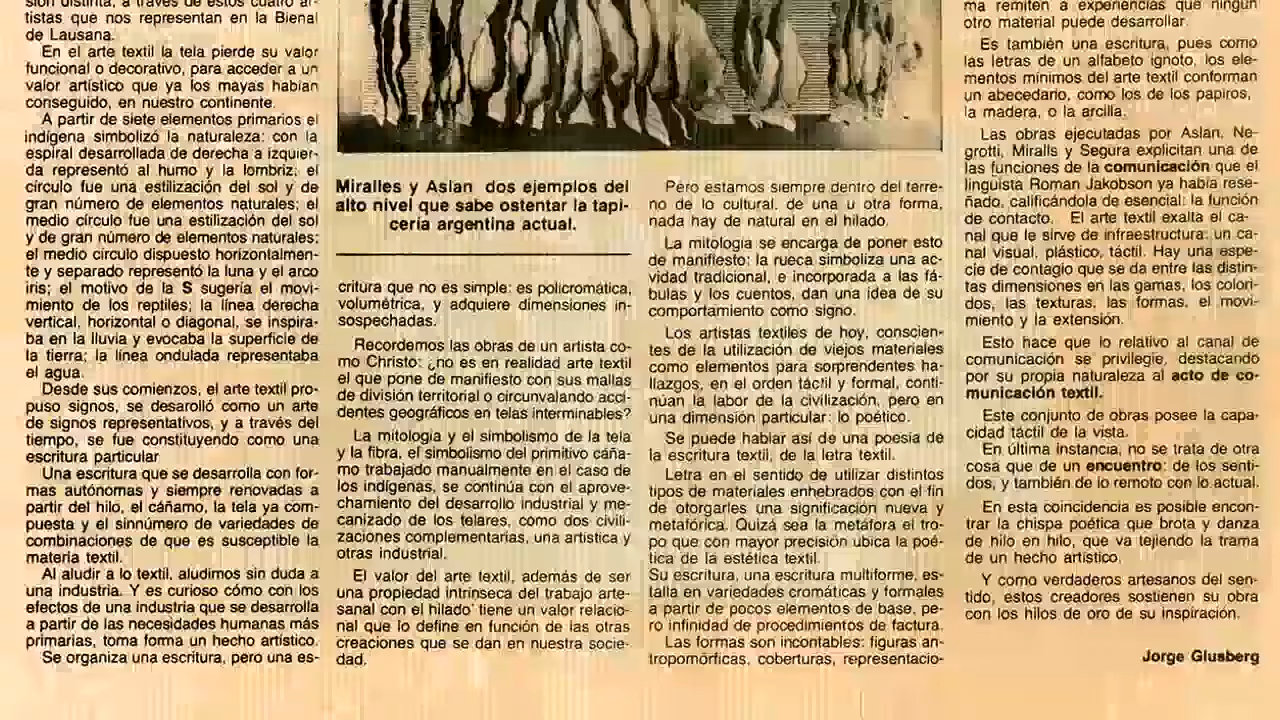 sión distinta, a través de estos cuatro ar-
tistas que nos representan en la Bienal
de Lausana.
En el arte textil la tela pierde su valor
funcional o decorativo, para acceder a un
valor artístico que ya los mayas habían
conseguido, en nuestro continente.
A partir de siete elementos primarios el
indígena simbolizó la naturaleza: con la
espiral desarrollada de derecha a izquier-
da representó al humo y la lombriz; el
círculo fue una estilización del sol y de
gran número de elementos naturales; el
medio círculo fue una estilización del sol
y de gran número de elementos naturales;
el medio círculo dispuesto horizontalmen-
te y separado representó la luna y el arco
iris; el motivo de la S sugería el movi-
miento de los reptiles; la línea derecha
vertical, horizontal o diagonal, se inspira-
ba en la lluvia y evocaba la superficie de
la tierra; la línea ondulada representaba
el agua.
Desde sus comienzos, el arte textil pro-
puso signos, se desarolló como un arte
de signos representativos, y a través del
tiempo, se fue constituyendo como una
escritura particular
Una escritura que se desarrolla con for-
mas autónomas y siempre renovadas a
partir del hilo, el cáñamo, la tela ya com-
puesta y el sinnúmero de variedades de
combinaciones de que es susceptible la
materia textil.
Al aludir a lo textil, aludimos sin duda a
una industria. Y es curioso cómo con los
efectos de una industria que se desarrolla
a partir de las necesidades humanas más
primarias, toma forma un hecho artístico.
Se organiza una escritura, pero una es-
Miralles y Aslan dos ejemplos del
alto nivel que sabe ostentar la tapi-
cería argentina actual.
critura que no es simple: es policromática,
volumétrica, y adquiere dimensiones in-
sospechadas.
Recordemos las obras de un artista co-
mo Christo: ¿no es en realidad arte textil
el que pone de manifiesto con sus mallas
de división territorial o circunvalando acci-
dentes geográficos en telas interminables?
La mitología y el simbolismo de la tela
y la fibra, el simbolismo del primitivo cáña-
mo trabajado manualmente en el caso de
los indígenas, se continúa con el aprove-
chamiento del desarrollo industrial y me-
canizado de los telares, como dos civili-
zaciones complementarias, una artística y
otras industrial.
El valor del arte textil, además de ser
una propiedad intrínseca del trabajo arte-
sanal con el hilado tiene un valor relacio-
nal que lo define en función de las otras
creaciones que se dan en nuestra socie-
dad.
Pero estamos siempre dentro del terre-
no de lo cultural, de una u otra forma,
nada hay de natural en el hilado.
La mitología se encarga de poner esto
de manifiesto: la rueca simboliza una ac-
vidad tradicional, e incorporada a las fá-
bulas y los cuentos, dan una idea de su
comportamiento como signo.
Los artistas textiles de hoy, conscien-
tes de la utilización de viejos materiales
como elementos para sorprendentes ha-
llazgos, en el orden táctil y formal, conti-
núan la labor de la civilización, pero en
una dimensión particular: lo poético.
Se puede hablar así de una poesía de
la escritura textil, de la letra textil.
Letra en el sentido de utilizar distintos
tipos de materiales enhebrados con el fin
de otorgarles una significación nueva y
metafórica. Quizá sea la metáfora el tro-
po que con mayor precisión ubica la poé-
tica de la estética textil.
Su escritura, una escritura multiforme, es-
talla en variedades cromáticas y formales
a partir de pocos elementos de base, pe-
ro infinidad de procedimientos de factura.
Las formas son incontables: figuras an-
tropomórficas, coberturas, representacio-
ma remiten a experiencias que ningún
otro material puede desarrollar.
Es también una escritura, pues como
las letras de un alfabeto ignoto, los ele-
mentos mínimos del arte textil conforman
un abecedario, como los de los papiros,
la madera, o la arcilla.
Las obras ejecutadas por Aslan, Ne-
grotti, Miralls y Segura explicitan una de
las funciones de la comunicación que el
linguista Roman Jakobson ya había rese-
ñado, calificándola de esencial: la función
de contacto. El arte textil exalta el ca-
nal que le sirve de infraestructura: un ca-
nal visual, plástico, táctil. Hay una espe-
cie de contagio que se da entre las distin-
tas dimensiones en las gamas, los colori-
dos, las texturas, las formas, el movi-
miento y la extensión.
Esto hace que lo relativo al canal de
comunicación se privilegie, destacando
por su propia naturaleza al acto de co-
municación textil.
Este conjunto de obras posee la capa-
cidad táctil de la vista.
En última instancia, no se trata de otra
cosa que de un encuentro: de los senti-
dos, y también de lo remoto con lo actual.
En esta coincidencia es posible encon-
trar la chispa poética que brota y danza
de hilo en hilo, que va tejiendo la trama
de un hecho artístico.
Y como verdaderos artesanos del sen-
tido, estos creadores sostienen su obra
con los hilos de oro de su inspiración.
Jorge Glusberg